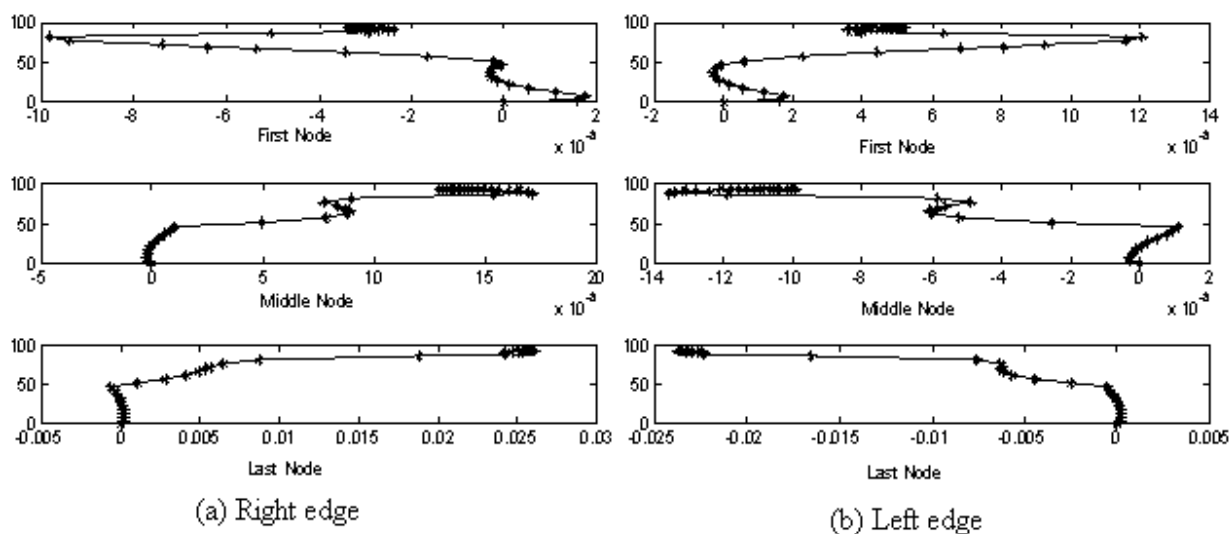 100
50
0
-10 -8 -6 -4 -2 0 2
First Node
x 10⁻³
100
50
0
-5 0 5 10 15 20
Middle Node
x 10⁻³
100
50
0
-0.005 0 0.005 0.01 0.015 0.02 0.025 0.03
Last Node
(a) Right edge
100
50
0
-2 0 2 4 6 8 10 12 14
First Node
x 10⁻³
100
50
0
-14 -12 -10 -8 -6 -4 -2 0 2
Middle Node
x 10⁻³
100
50
0
-0.025 -0.02 -0.015 -0.01 -0.005 0 0.005
Last Node
(b) Left edge